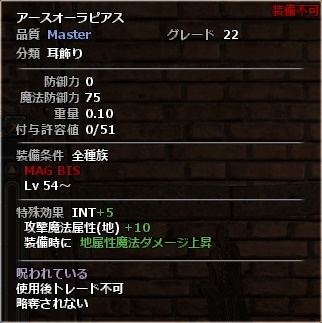 装備不可
アースオーラピアス
品質 Master グレード 22
分類 耳飾り
防御力 0
魔法防御力 75
重量 0.10
付与許容値 0/51
装備条件 全種族
MAG BIS
Lv 54～
特殊効果 INT+5
攻撃魔法属性(地) +10
装備時に 地属性魔法ダメージ上昇
呪われている
使用後トレード不可
略奪されない